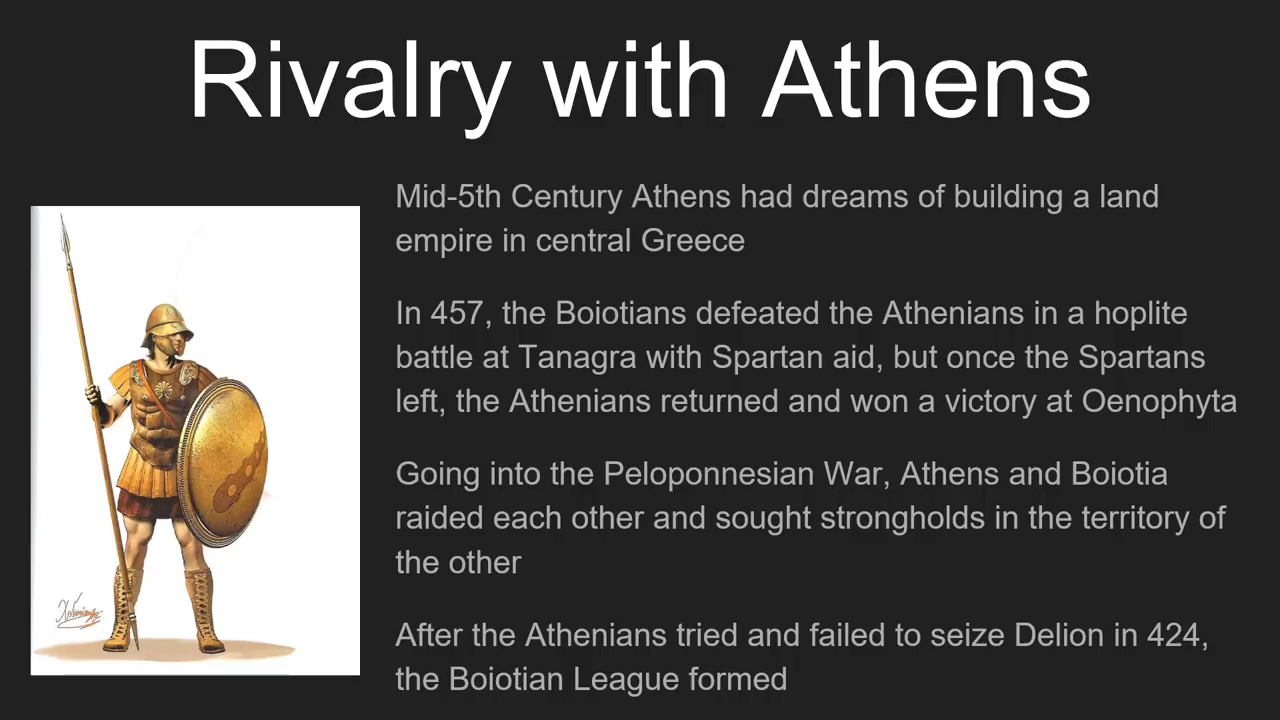 Rivalry with Athens
Mid-5th Century Athens had dreams of building a land
empire in central Greece
In 457, the Boiotians defeated the Athenians in a hoplite
battle at Tanagra with Spartan aid, but once the Spartans
left, the Athenians returned and won a victory at Oenophyta
Going into the Peloponnesian War, Athens and Boiotia
raided each other and sought strongholds in the territory of
the other
After the Athenians tried and failed to seize Delion in 424,
the Boiotian League formed